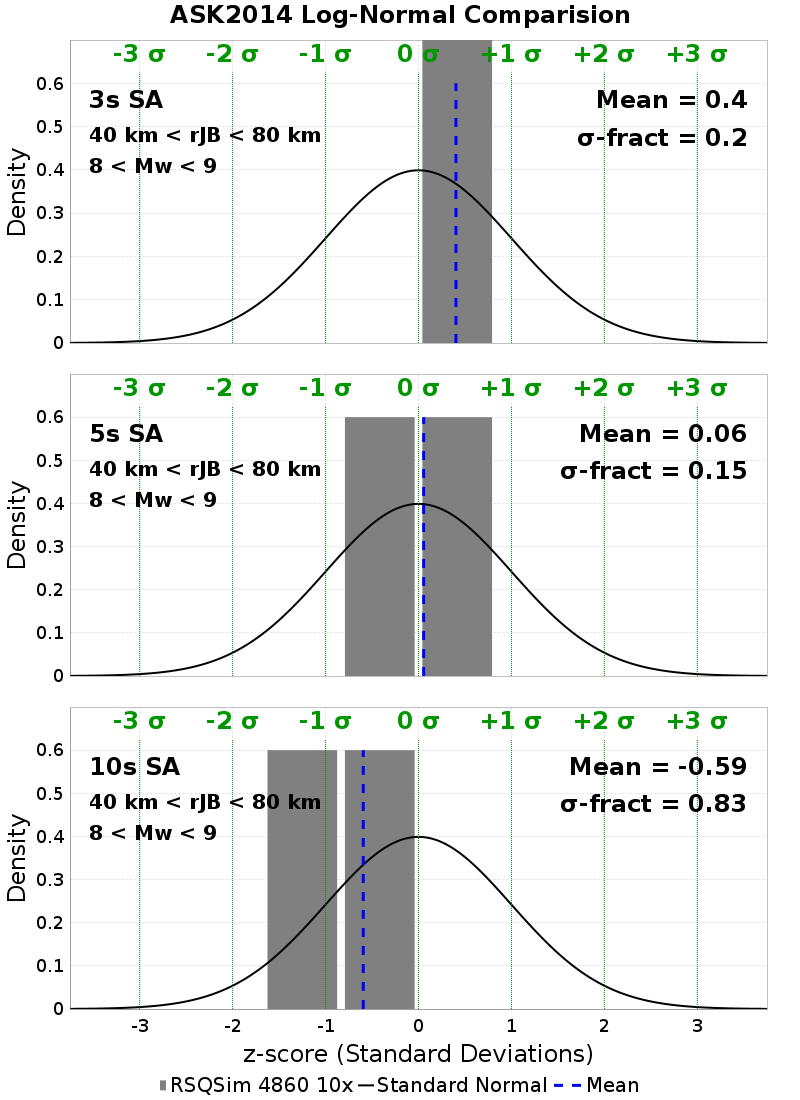 ASK2014 Log-Normal Comparision
-3 σ -2 σ -1 σ 0 σ +1 σ +2 σ +3 σ
3s SA
40 km < rJB < 80 km
8 < Mw < 9
Mean = 0.4
σ-fract = 0.2
Density
0.6
0.5
0.4
0.3
0.2
0.1
0
-3 σ -2 σ -1 σ 0 σ +1 σ +2 σ +3 σ
5s SA
40 km < rJB < 80 km
8 < Mw < 9
Mean = 0.06
σ-fract = 0.15
Density
0.6
0.5
0.4
0.3
0.2
0.1
0
-3 σ -2 σ -1 σ 0 σ +1 σ +2 σ +3 σ
10s SA
40 km < rJB < 80 km
8 < Mw < 9
Mean = -0.59
σ-fract = 0.83
Density
0.6
0.5
0.4
0.3
0.2
0.1
0
-3 -2 -1 0 1 2 3
z-score (Standard Deviations)
RSQSim 4860 10x Standard Normal Mean